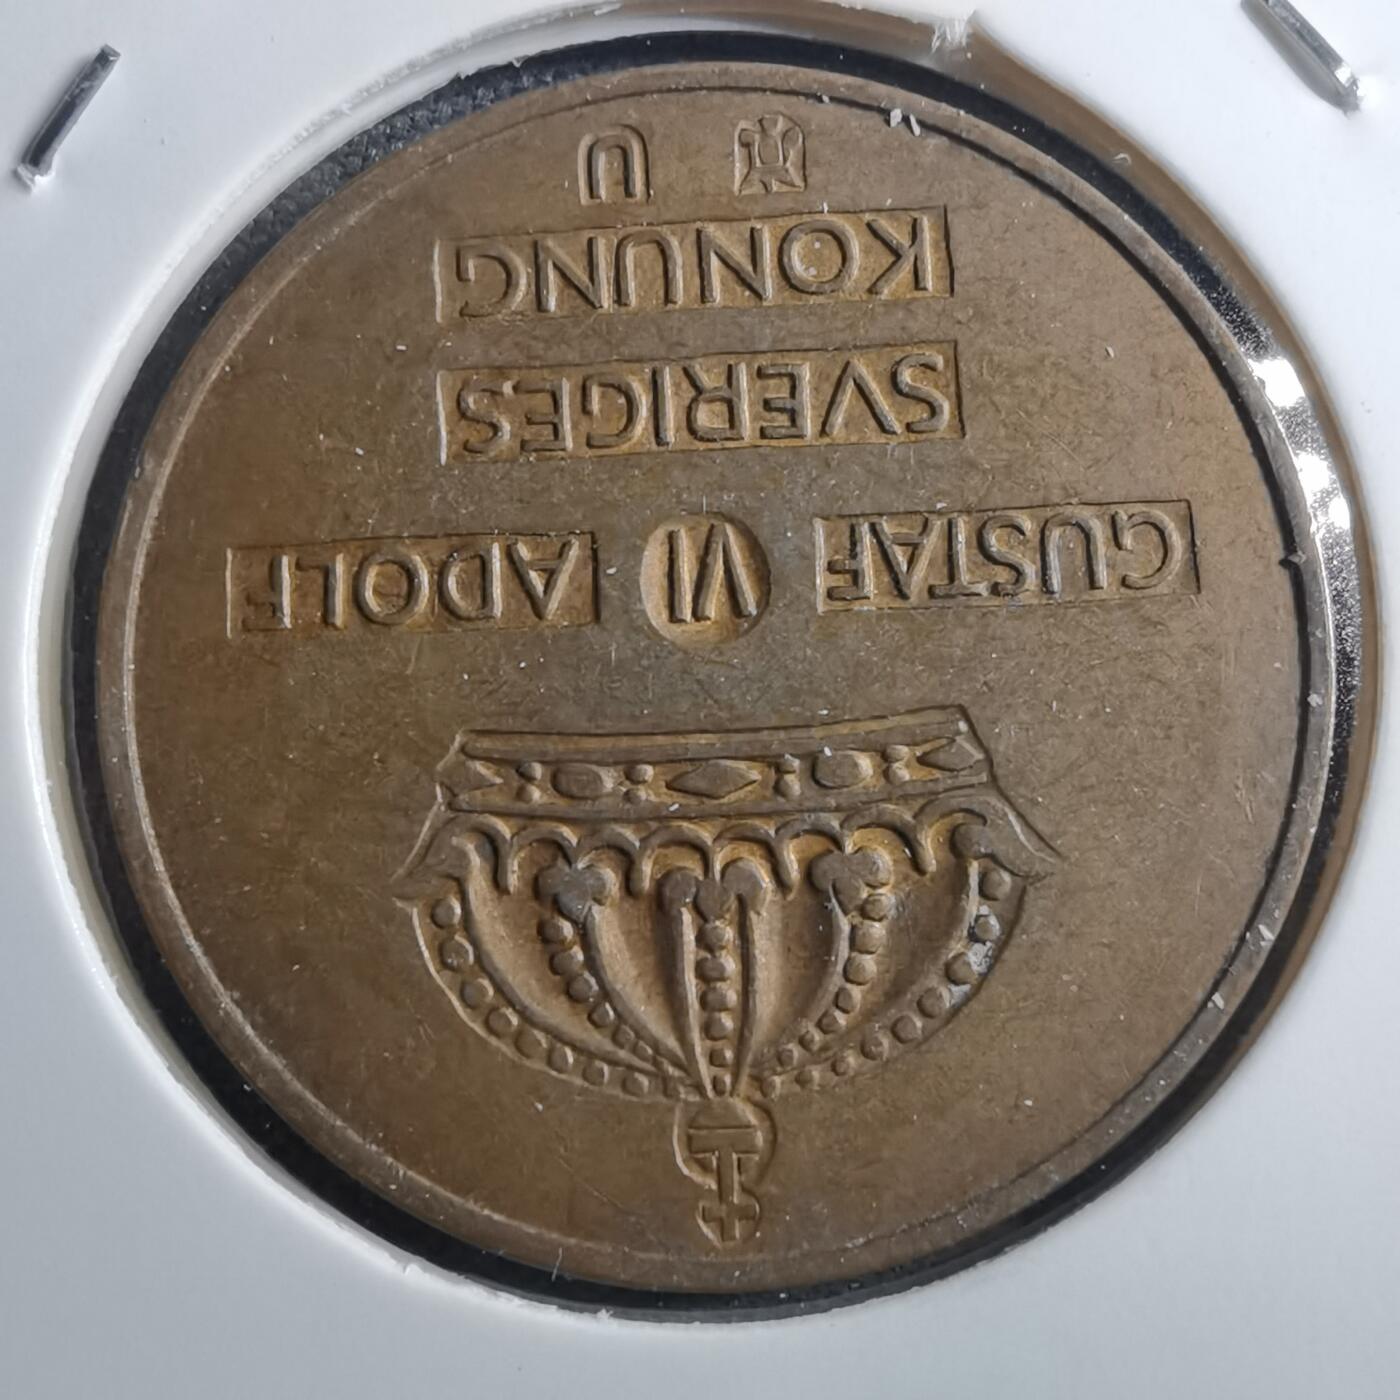 GUSTAF VI ADOLF
SVERIGES
KONUNG
U